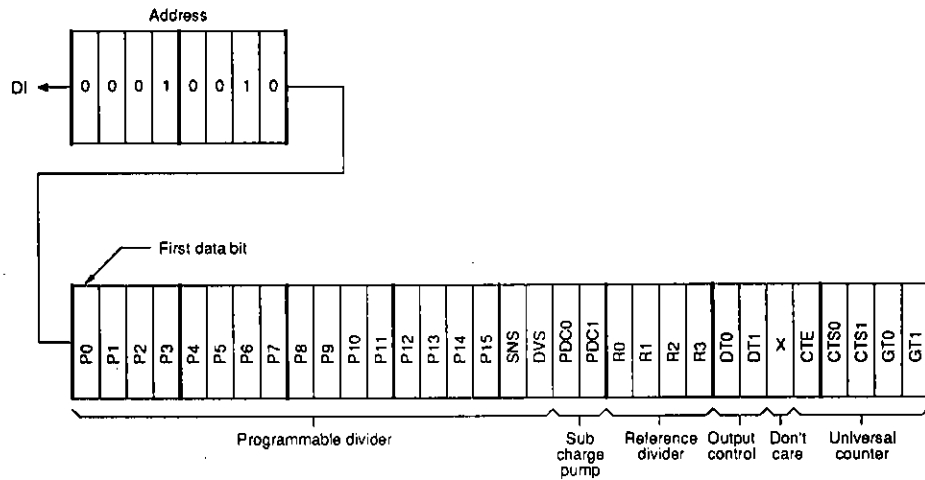 Address
DI
0 0 0 1 0 0 1 0
First data bit
P0 P1 P2 P3 P4 P5 P6 P7 P8 P9 P10 P11 P12 P13 P14 P15 SNS DVS PDC0 PDC1 R0 R1 R2 R3 DT0 DT1 X CTE CTS0 CTS1 GT0 GT1
Programmable divider
Sub
charge
pump
Reference
divider
Output
control
Don't
care
Universal
counter